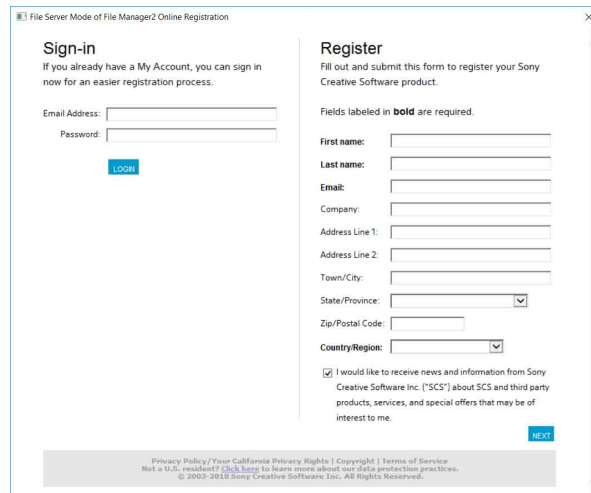 File Server Mode of File Manager2 Online Registration
Sign-in
If you already have a My Account, you can sign in
now for an easier registration process.
Email Address:
Password:
LOGIN
Register
Fill out and submit this form to register your Sony
Creative Software product.
Fields labeled in bold are required.
First name:
Last name:
Email:
Company:
Address Line 1:
Address Line 2:
Town/City:
State/Province:
Zip/Postal Code:
Country/Region:
I would like to receive news and information from Sony
Creative Software Inc. ("SCS") about SCS and third party
products, services, and special offers that may be of
interest to me.
NEXT
Privacy Policy/Your California Privacy Rights | Copyright | Terms of Service
Not a U.S. resident? Click here to learn more about our data protection practices.
© 2003-2018 Sony Creative Software Inc. All Rights Reserved.